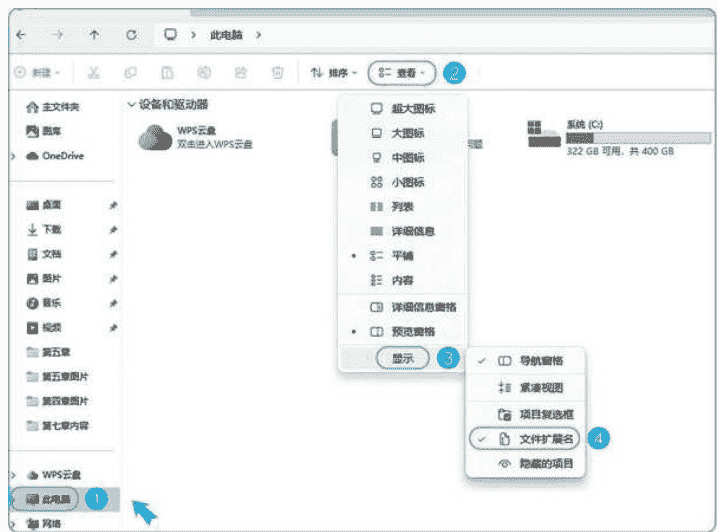 此电脑
新建
排序
查看
2
主文件夹
图库
OneDrive
桌面
下载
文档
图片
音乐
视频
第五章
第五章图片
第四章图片
第七章内容
WPS云盘
此电脑
1
网络
设备和驱动器
WPS云盘
双击进入WPS云盘
系统 (C:)
322 GB 可用,共 400 GB
超大图标
大图标
中图标
小图标
列表
详细信息
平铺
内容
详细信息窗格
预览窗格
显示
3
导航窗格
紧凑视图
项目复选框
文件扩展名
4
隐藏的项目